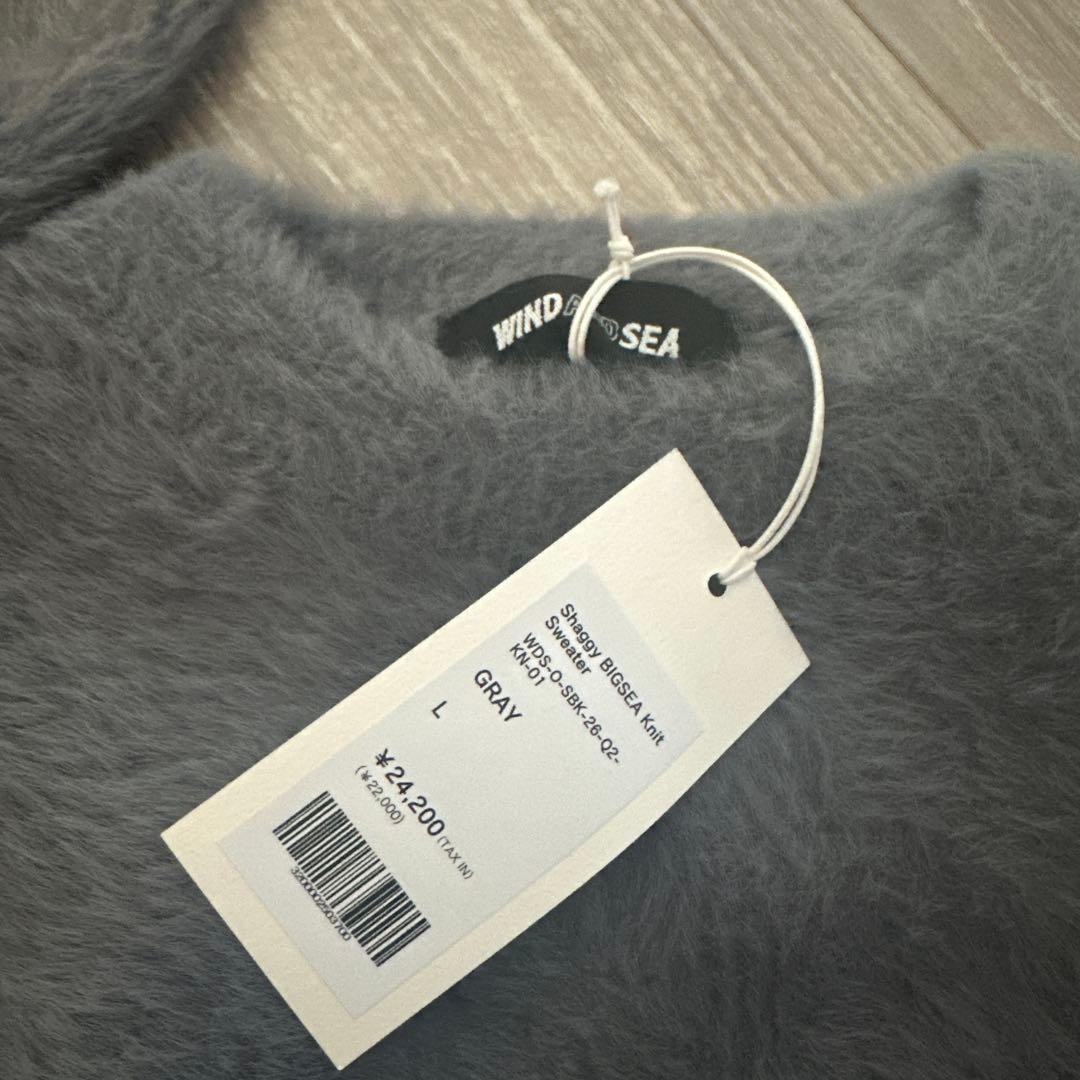 WIND AND SEA
Shaggy BIGSEA Knit
Sweater
WDS-O-SBK-26-Q2-
KN-01
GRAY
L
¥24,200 (TAX IN)
(¥22,000)
3200002503700